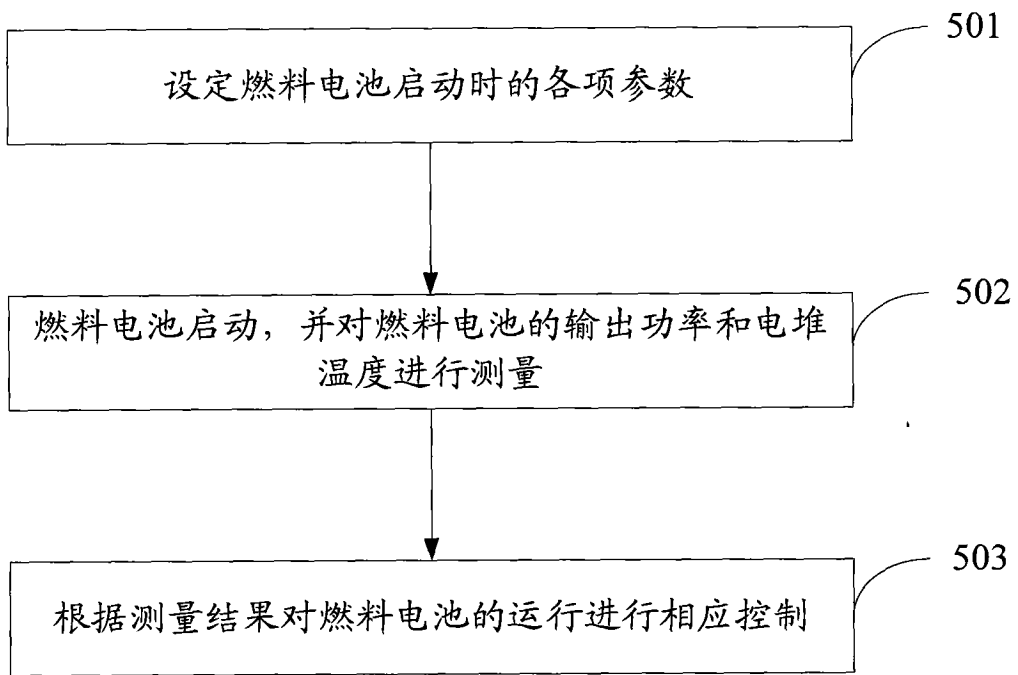 501
设定燃料电池启动时的各项参数
502
燃料电池启动，并对燃料电池的输出功率和电堆
温度进行测量
503
根据测量结果对燃料电池的运行进行相应控制